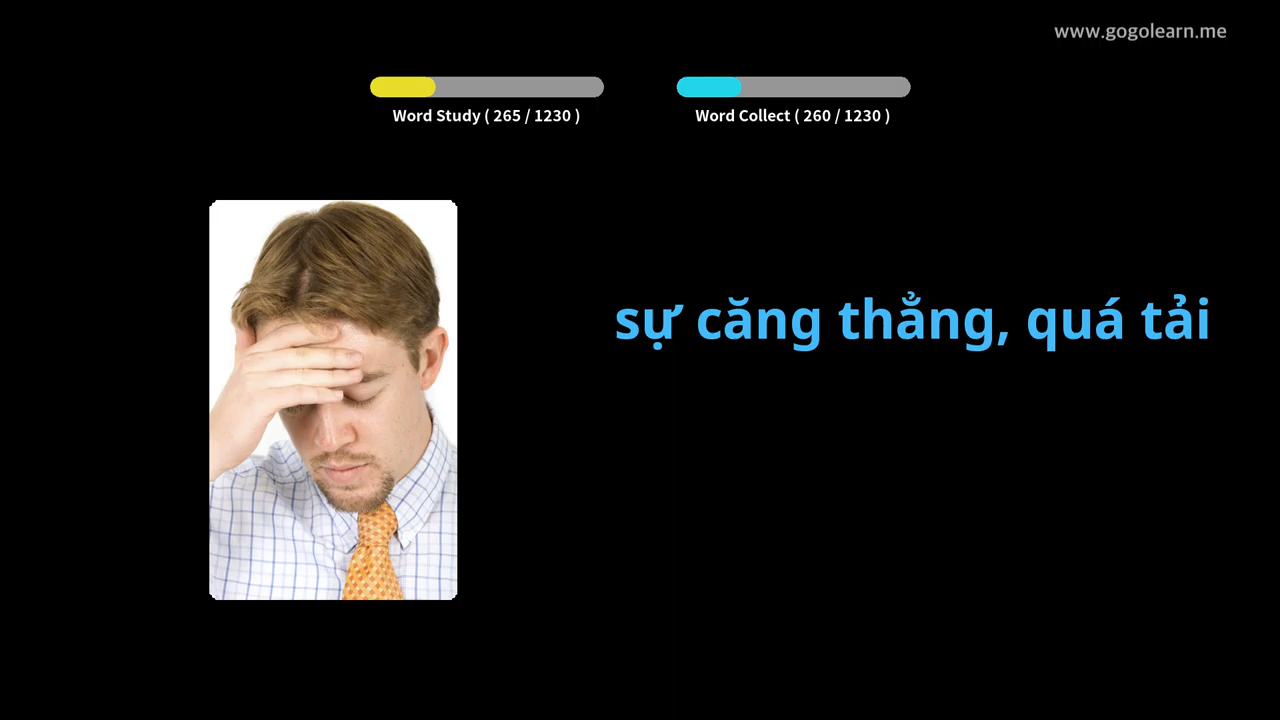 www.gogolearn.me
Word Study ( 265 / 1230 )
Word Collect ( 260 / 1230 )
sự căng thẳng, quá tải